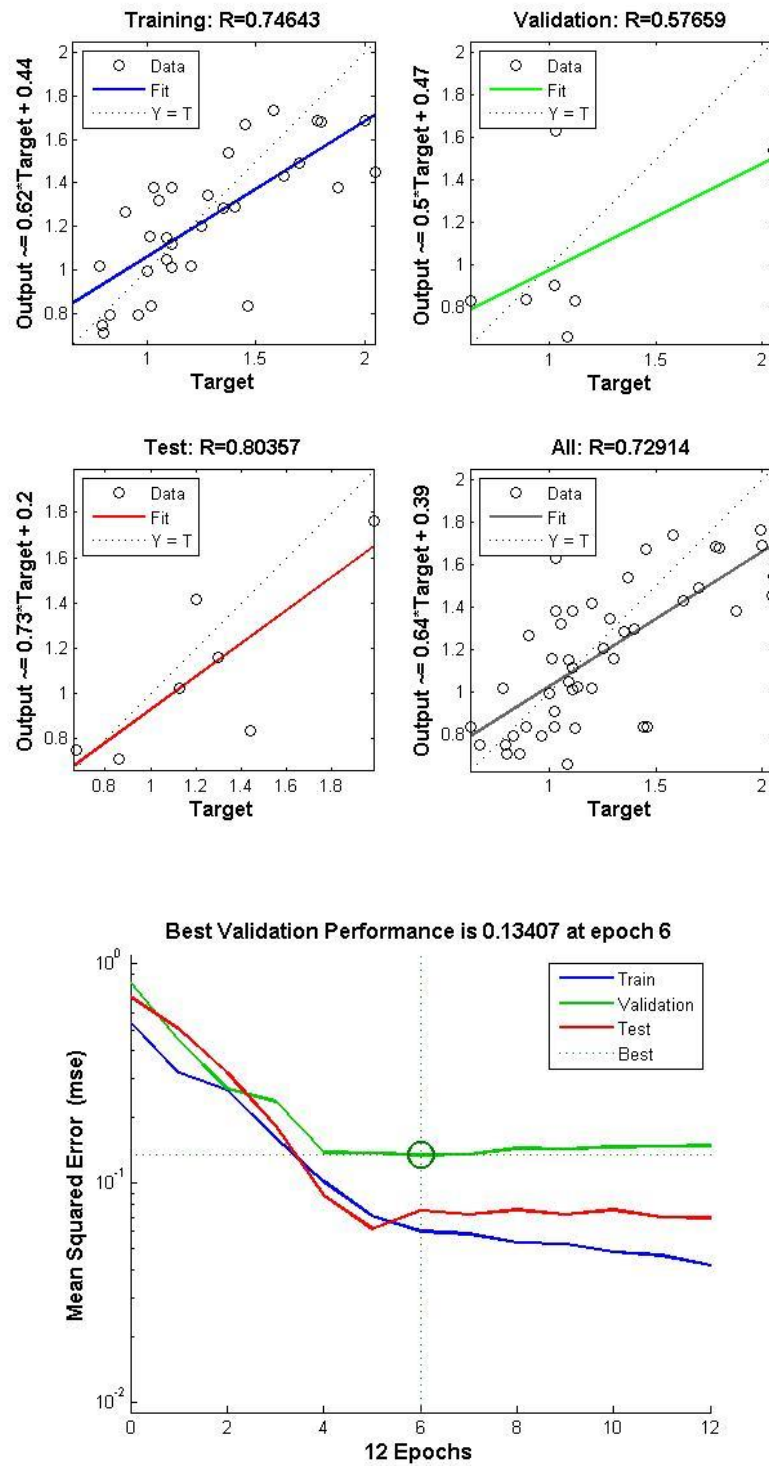 Training: R=0.74643
Output ~= 0.62*Target + 0.44
2
1.8
1.6
1.4
1.2
1
0.8
Data
Fit
Y = T
1
1.5
2
Target
Validation: R=0.57659
Output ~= 0.5*Target + 0.47
2
1.8
1.6
1.4
1.2
1
0.8
Data
Fit
Y = T
1
1.5
2
Target
Test: R=0.80357
Output ~= 0.73*Target + 0.2
1.8
1.6
1.4
1.2
1
0.8
Data
Fit
Y = T
0.8
1
1.2
1.4
1.6
1.8
Target
All: R=0.72914
Output ~= 0.64*Target + 0.39
2
1.8
1.6
1.4
1.2
1
0.8
Data
Fit
Y = T
1
1.5
2
Target
Best Validation Performance is 0.13407 at epoch 6
Mean Squared Error (mse)
10^0
10^-1
10^-2
Train
Validation
Test
Best
0
2
4
6
8
10
12
12 Epochs